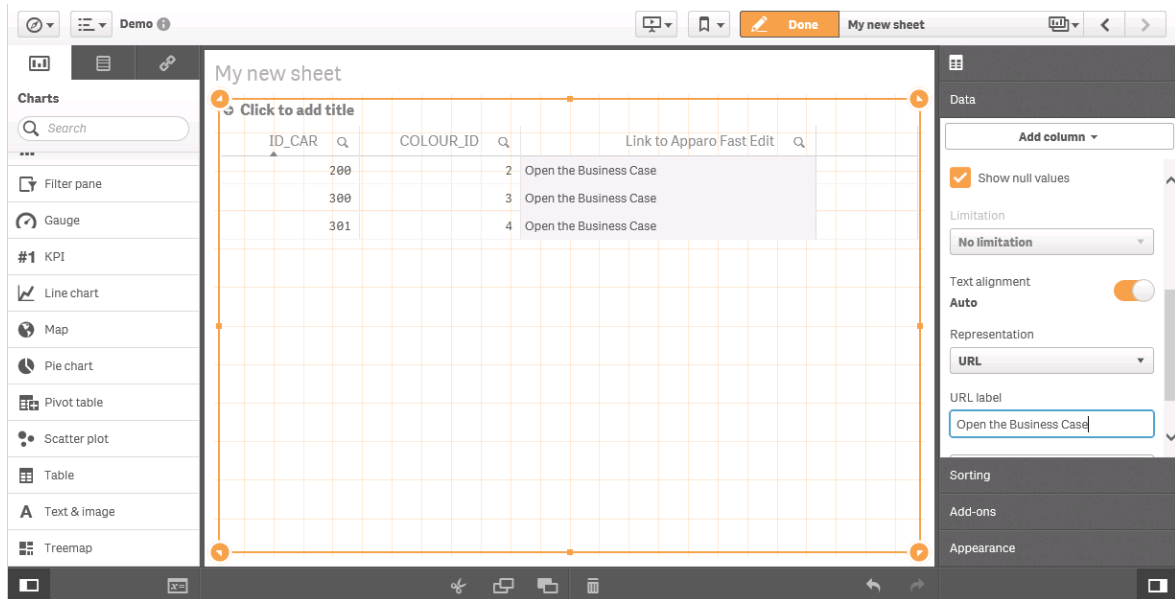 Demo
Done
My new sheet
Charts
Search
Filter pane
Gauge
#1 KPI
Line chart
Map
Pie chart
Pivot table
Scatter plot
Table
A Text & image
Treemap
My new sheet
Click to add title
ID_CAR COLOUR_ID Link to Apparo Fast Edit
200 2 Open the Business Case
300 3 Open the Business Case
301 4 Open the Business Case
Data
Add column
Show null values
Limitation
No limitation
Text alignment
Auto
Representation
URL
URL label
Open the Business Case
Sorting
Add-ons
Appearance